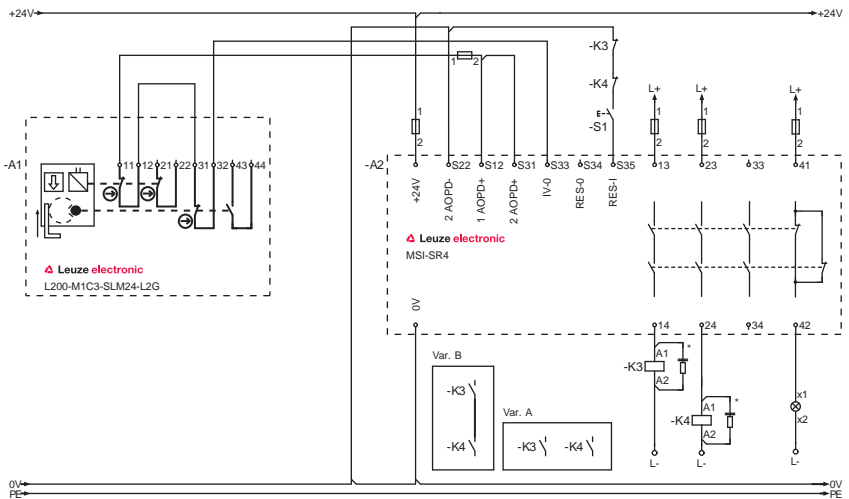 +24V
+24V
-K3
-K4
-S1
1
2
1
2
L+
1
2
L+
1
2
L+
1
2
-A1
11
12
21
22
31
32
43
44
Leuze electronic
L200-M1C3-SLM24-L2G
-A2
S22
S12
S31
S33
S34
S35
13
23
33
41
+24V
2 AOPD-
1 AOPD+
2 AOPD+
IV-0
RES-0
RES-I
Leuze electronic
MSI-SR4
0V
14
24
34
42
Var. B
-K3
-K4
Var. A
-K3
-K4
-K3
A1
A2
*
L-
-K4
A1
A2
*
L-
x1
x2
L-
0V
0V
PE
PE